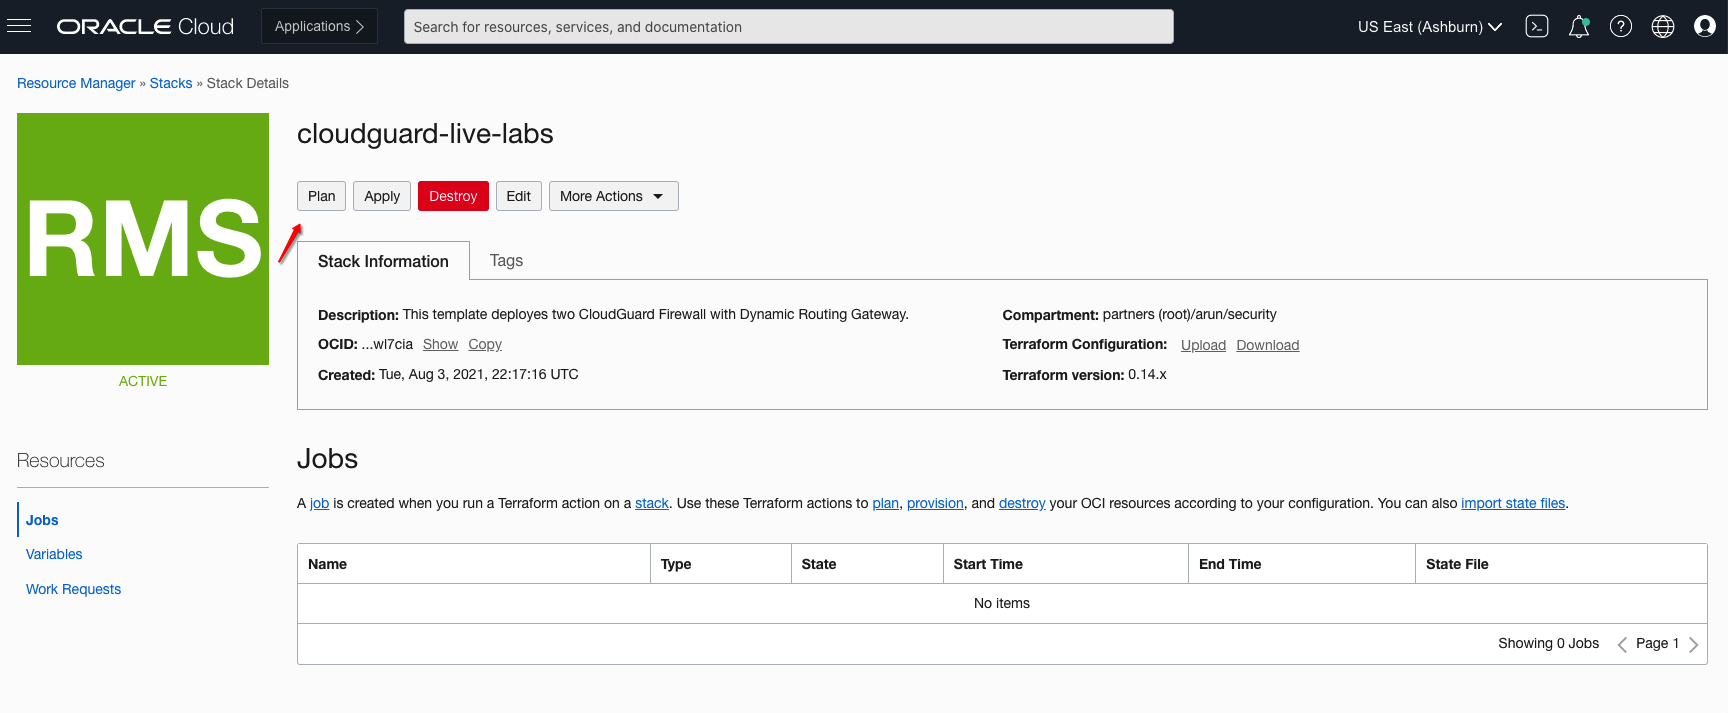 ORACLE Cloud
Applications
Search for resources, services, and documentation
US East (Ashburn)
Resource Manager » Stacks » Stack Details
RMS
ACTIVE
cloudguard-live-labs
Plan
Apply
Destroy
Edit
More Actions
Stack Information
Tags
Description: This template deployes two CloudGuard Firewall with Dynamic Routing Gateway.
OCID: ...wl7cia Show Copy
Created: Tue, Aug 3, 2021, 22:17:16 UTC
Compartment: partners (root)/arun/security
Terraform Configuration: Upload Download
Terraform version: 0.14.x
Resources
Jobs
Variables
Work Requests
Jobs
A job is created when you run a Terraform action on a stack. Use these Terraform actions to plan, provision, and destroy your OCI resources according to your configuration. You can also import state files.
Name Type State Start Time End Time State File
No items
Showing 0 Jobs Page 1